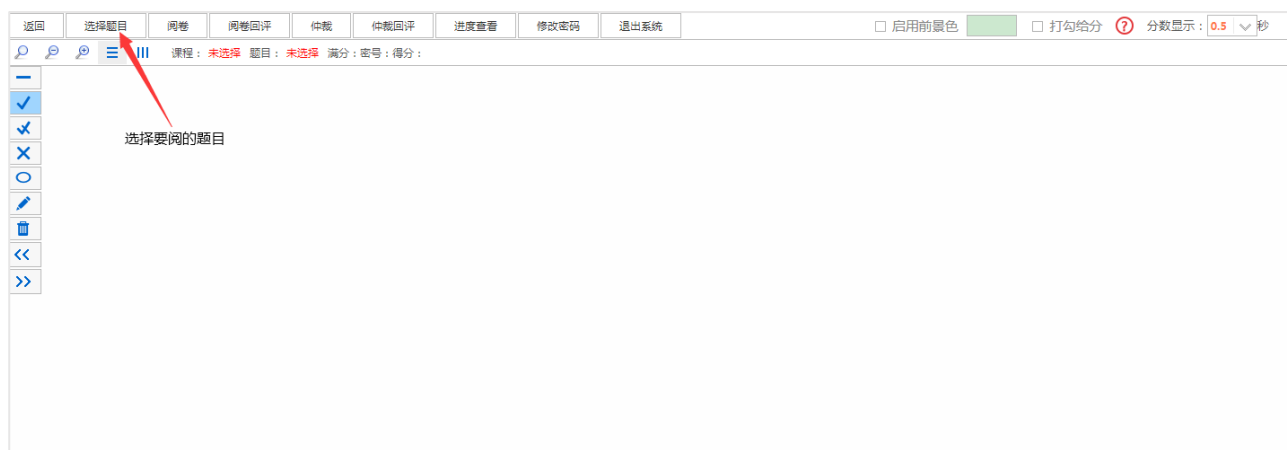 返回 选择题目 阅卷 阅卷回评 仲裁 仲裁回评 进度查看 修改密码 退出系统 启用前景色 打勾给分 ? 分数显示：0.5 秒
课程：未选择 题目：未选择 满分：密号：得分：
选择要阅的题目